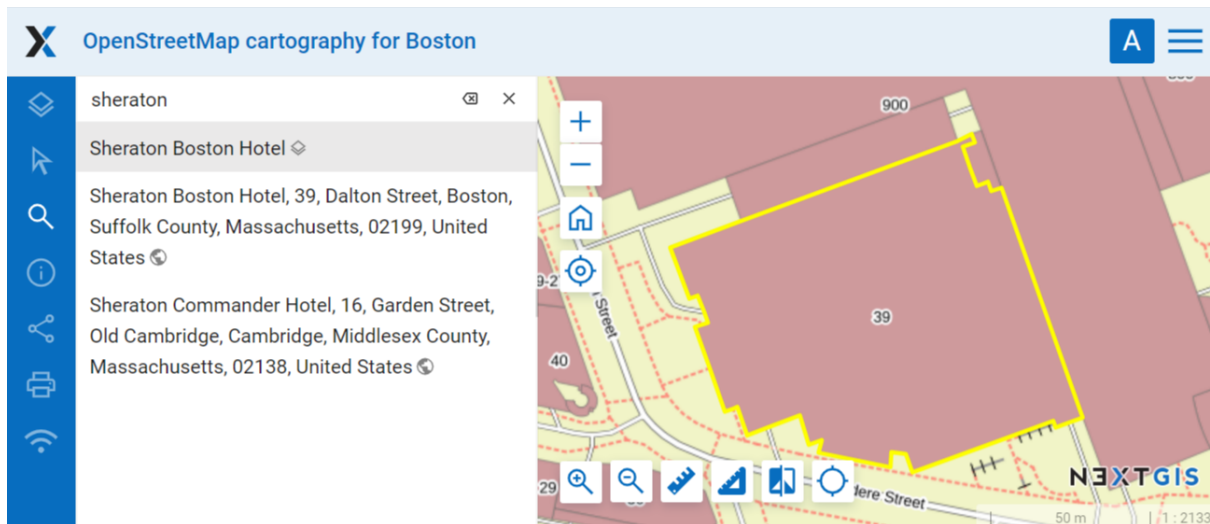 OpenStreetMap cartography for Boston
A
sheraton
Sheraton Boston Hotel
Sheraton Boston Hotel, 39, Dalton Street, Boston,
Suffolk County, Massachusetts, 02199, United
States
Sheraton Commander Hotel, 16, Garden Street,
Old Cambridge, Cambridge, Middlesex County,
Massachusetts, 02138, United States
900
39
40
Street
29
dere Street
NEXTGIS
50 m
1 : 2133